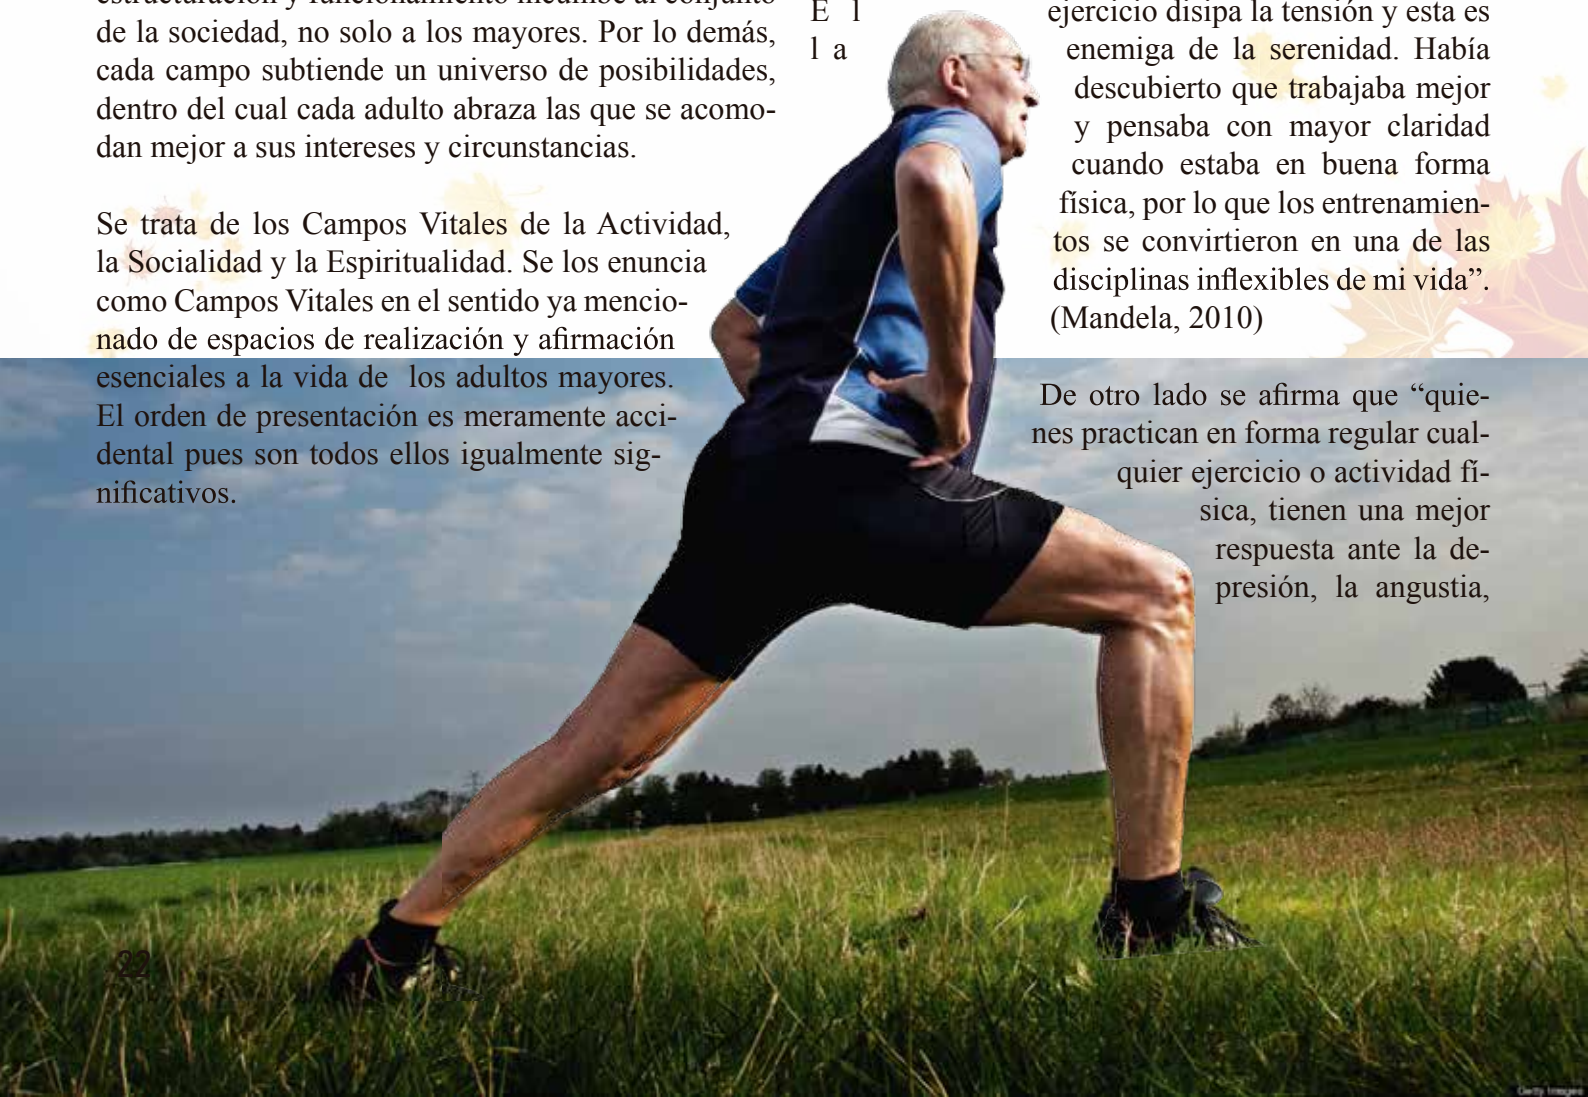 de la sociedad, no solo a los mayores. Por lo demás,
cada campo subtiende un universo de posibilidades,
dentro del cual cada adulto abraza las que se acomo-
dan mejor a sus intereses y circunstancias.
Se trata de los Campos Vitales de la Actividad,
la Socialidad y la Espiritualidad. Se los enuncia
como Campos Vitales en el sentido ya mencio-
nado de espacios de realización y afirmación
esenciales a la vida de los adultos mayores.
El orden de presentación es meramente acci-
dental pues son todos ellos igualmente sig-
nificativos.
E l
l a
ejercicio disipa la tensión y esta es
enemiga de la serenidad. Había
descubierto que trabajaba mejor
y pensaba con mayor claridad
cuando estaba en buena forma
física, por lo que los entrenamien-
tos se convirtieron en una de las
disciplinas inflexibles de mi vida”.
(Mandela, 2010)
De otro lado se afirma que “quie-
nes practican en forma regular cual-
quier ejercicio o actividad fí-
sica, tienen una mejor
respuesta ante la de-
presión, la angustia,
22
Getty Images